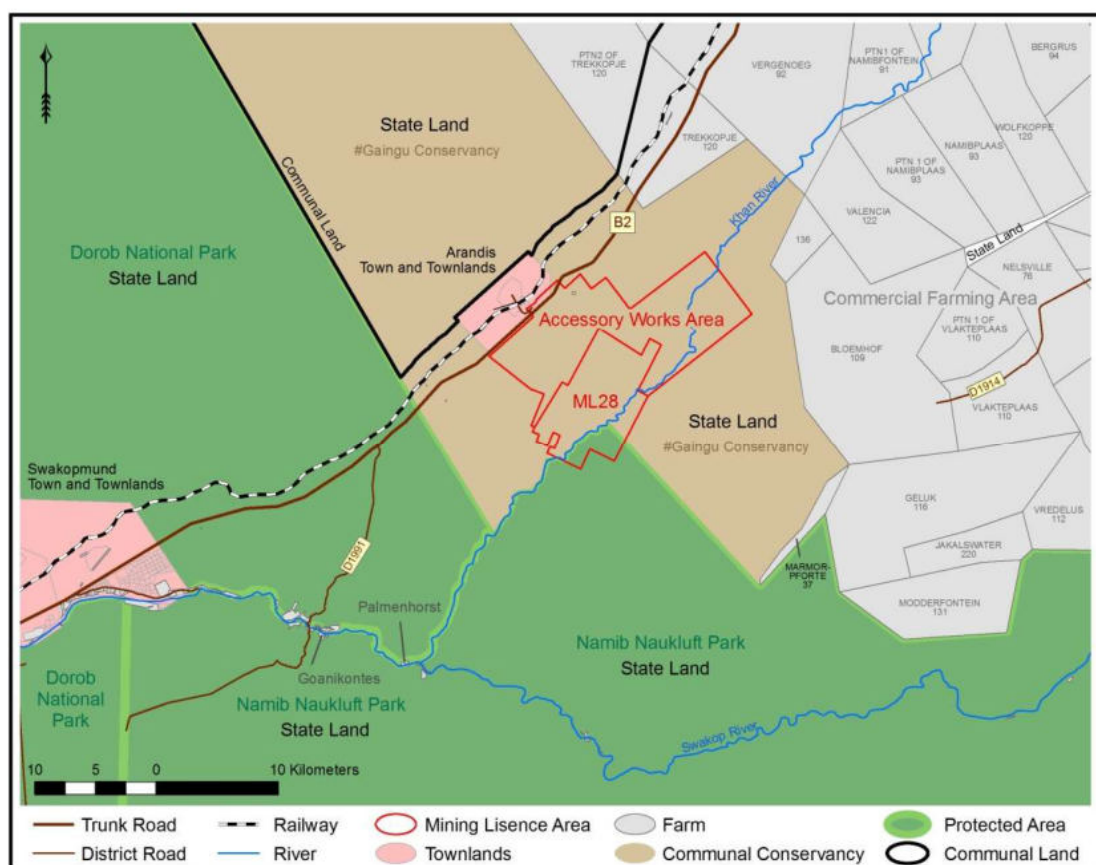 PTN2 OF
TREKKOPJE
120
VERGENOEG
92
PTN1 OF
NAMIBFONTEIN
91
BERGRUS
94
State Land
#Gaingu Conservancy
TREKKOPJE
120
WOLFKOPPE
120
NAMIBPLAAS
93
PTN 1 OF
NAMIBPLAAS
93
Communal Land
Khan River
B2
VALENCIA
122
Dorob National Park
State Land
Arandis
Town and Townlands
136
State Land
NELSVILLE
76
Accessory Works Area
Commercial Farming Area
PTN 1 OF
VLAKTEPLAAS
110
BLOEMHOF
109
D1914
ML28
VLAKTEPLAAS
110
State Land
#Gaingu Conservancy
Swakopmund
Town and Townlands
GELUK
116
VREDELUS
112
D1991
JAKALSWATER
220
MARMOR-
PFORTE
37
MODDERFONTEIN
131
Palmenhorst
Goanikontes
Namib Naukluft Park
State Land
Dorob
National
Park
Namib Naukluft Park
State Land
Swakop River
10 5 0 10 Kilometers
Trunk Road
Railway
Mining Lisence Area
Farm
Protected Area
District Road
River
Townlands
Communal Conservancy
Communal Land